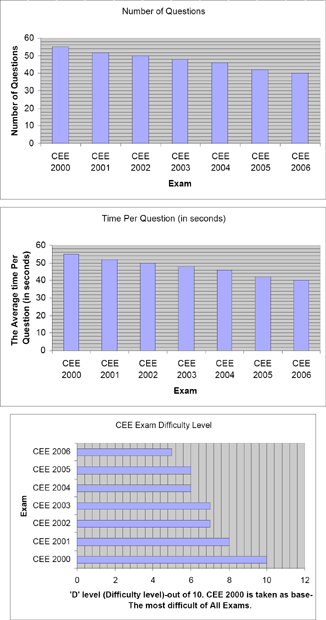 Number of Questions
Number of Questions
60
50
40
30
20
10
0
CEE 2000 CEE 2001 CEE 2002 CEE 2003 CEE 2004 CEE 2005 CEE 2006
Exam
Time Per Question (in seconds)
The Average time Per
Question (in seconds)
60
40
20
0
CEE 2000 CEE 2001 CEE 2002 CEE 2003 CEE 2004 CEE 2005 CEE 2006
Exam
CEE Exam Difficulty Level
Exam
CEE 2006
CEE 2005
CEE 2004
CEE 2003
CEE 2002
CEE 2001
CEE 2000
0 2 4 6 8 10 12
'D' level (Difficulty level)-out of 10. CEE 2000 is taken as base-
The most difficult of All Exams.